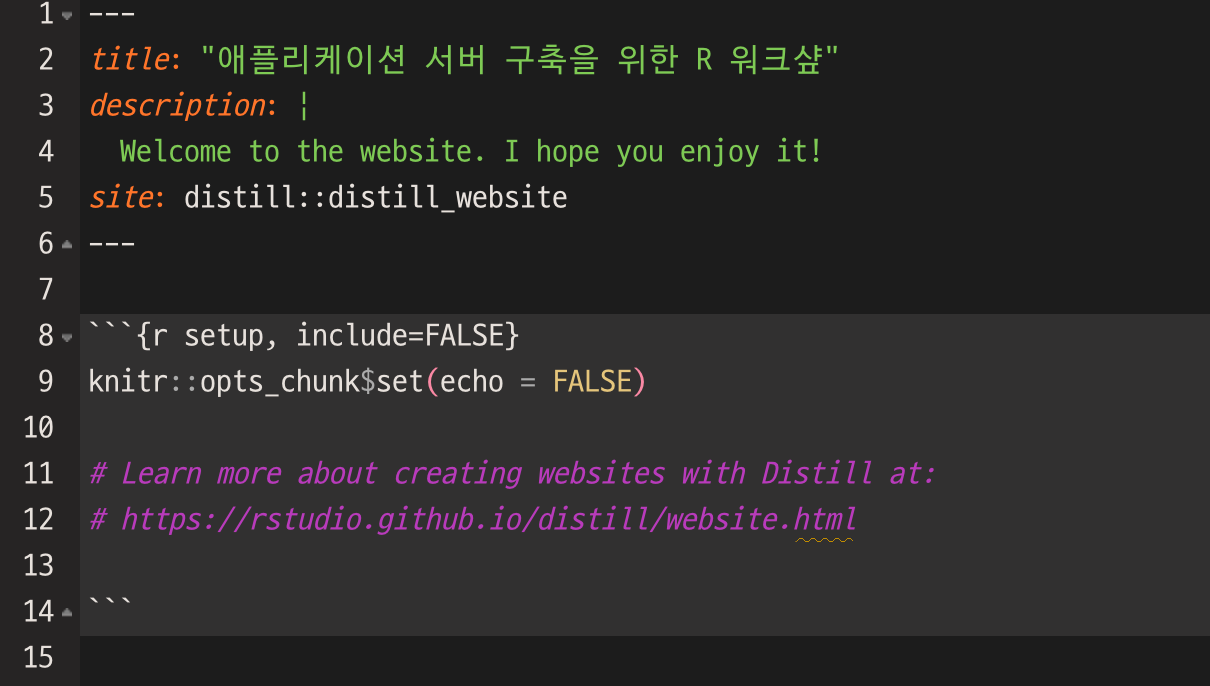 1 ---
2 title: "애플리케이션 서버 구축을 위한 R 워크샾"
3 description: |
4   Welcome to the website. I hope you enjoy it!
5 site: distill::distill_website
6 ---
7
8 ```{r setup, include=FALSE}
9 knitr::opts_chunk$set(echo = FALSE)
10
11 # Learn more about creating websites with Distill at:
12 # https://rstudio.github.io/distill/website.html
13
14 ```
15